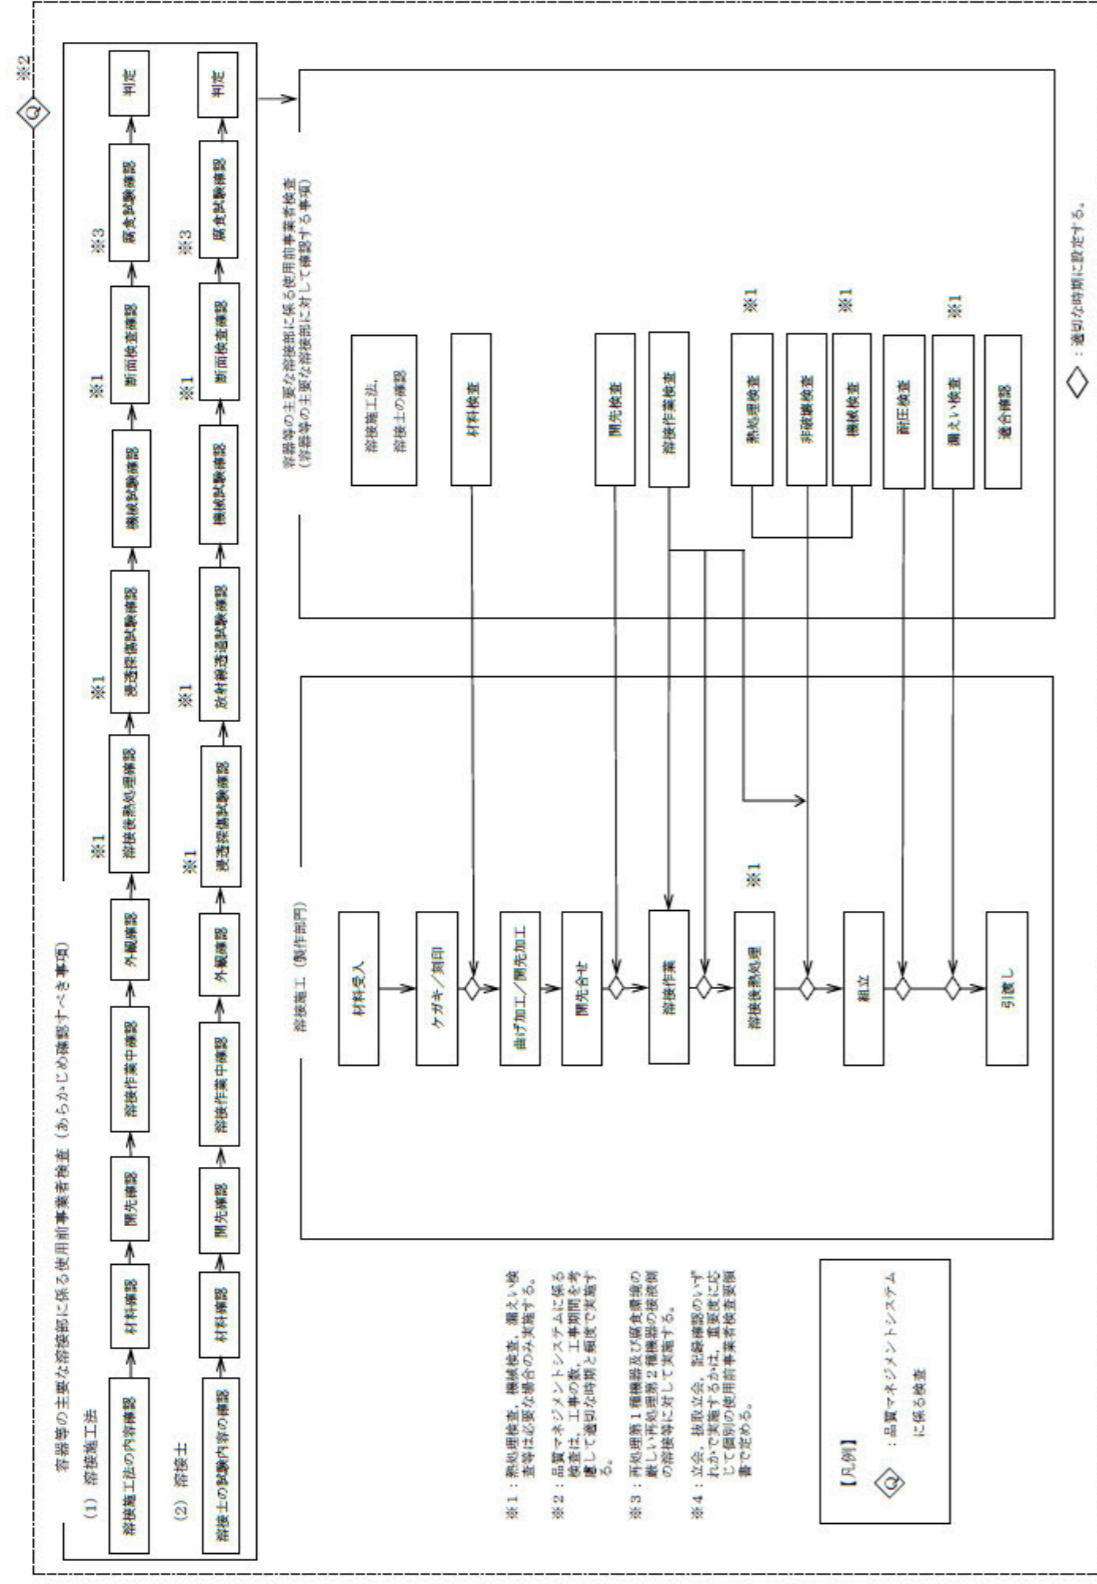 ※2
Q
容器等の主要な溶接部に係る使用前事業者検査（あらかじめ確認すべき事項）
(1) 溶接施工法
溶接施工法の内容確認
材料確認
開先確認
溶接作業中確認
外観確認
※1
溶接後熱処理確認
※1
浸透探傷試験確認
機械試験確認
※1
断面検査確認
※3
腐食試験確認
判定
(2) 溶接士
溶接士の試験内容の確認
材料確認
開先確認
溶接作業中確認
外観確認
※1
浸透探傷試験確認
※1
放射線透過試験確認
機械試験確認
※1
断面検査確認
※3
腐食試験確認
判定
溶接施工（製作部門）
材料受入
ケガキ／刻印
曲げ加工／開先加工
開先合せ
溶接作業
溶接後熱処理
※1
組立
引渡し
容器等の主要な溶接部に係る使用前事業者検査
（容器等の主要な溶接部に対して確認する事項）
溶接施工法，
溶接士の確認
材料検査
開先検査
溶接作業検査
熱処理検査
※1
非破壊検査
機械検査
※1
耐圧検査
漏えい検査
※1
適合確認
※1：熱処理検査，機械検査，漏えい検
査等は必要な場合のみ実施する。
※2：品質マネジメントシステムに係る
検査は，工事の数，工事期間を考
慮して適切な時期と頻度で実施す
る。
※3：再処理第１種機器及び腐食環境の
厳しい再処理第２種機器の接液側
の溶接等に対して実施する。
※4：立会，抜取立会，記録確認のいず
れかで実施するかは，重要度に応
じて個別の使用前事業者検査要領
書で定める。
【凡例】
Q
：品質マネジメントシステム
に係る検査
◇：適切な時期に設定する。